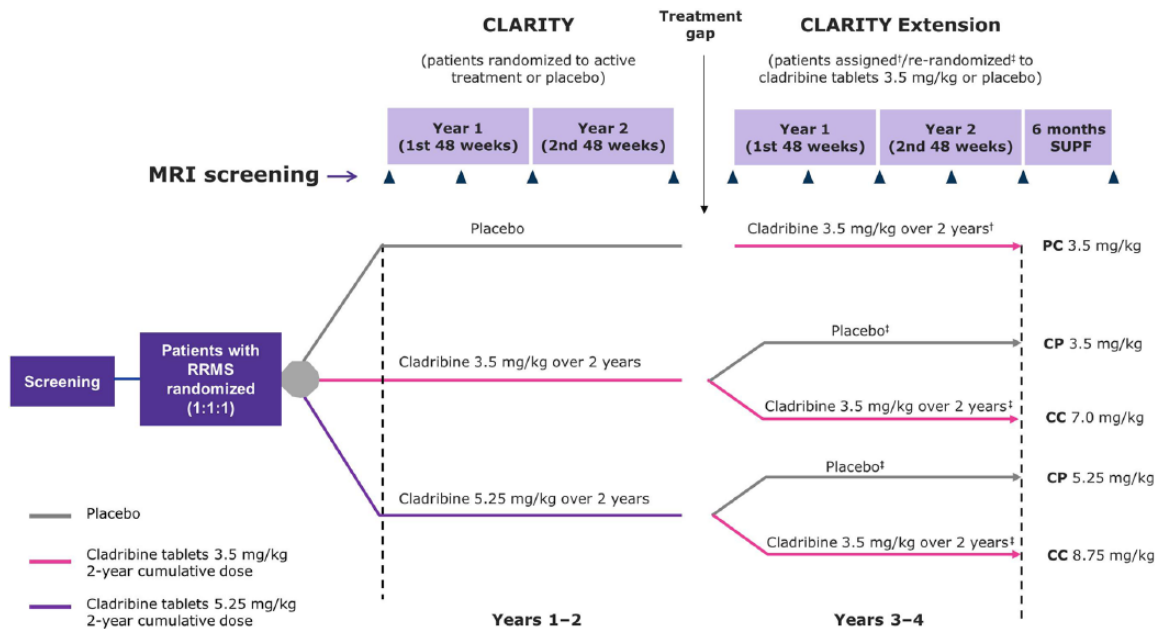 CLARITY
(patients randomized to active
treatment or placebo)
Treatment
gap
CLARITY Extension
(patients assigned†/re-randomized‡ to
cladribine tablets 3.5 mg/kg or placebo)
Year 1
(1st 48 weeks)
Year 2
(2nd 48 weeks)
Year 1
(1st 48 weeks)
Year 2
(2nd 48 weeks)
6 months
SUPF
MRI screening
Placebo
Cladribine 3.5 mg/kg over 2 years†
PC 3.5 mg/kg
Screening
Patients with
RRMS
randomized
(1:1:1)
Cladribine 3.5 mg/kg over 2 years
Placebo‡
CP 3.5 mg/kg
Cladribine 3.5 mg/kg over 2 years‡
CC 7.0 mg/kg
Cladribine 5.25 mg/kg over 2 years
Placebo‡
CP 5.25 mg/kg
Cladribine 3.5 mg/kg over 2 years‡
CC 8.75 mg/kg
Placebo
Cladribine tablets 3.5 mg/kg
2-year cumulative dose
Cladribine tablets 5.25 mg/kg
2-year cumulative dose
Years 1–2
Years 3–4